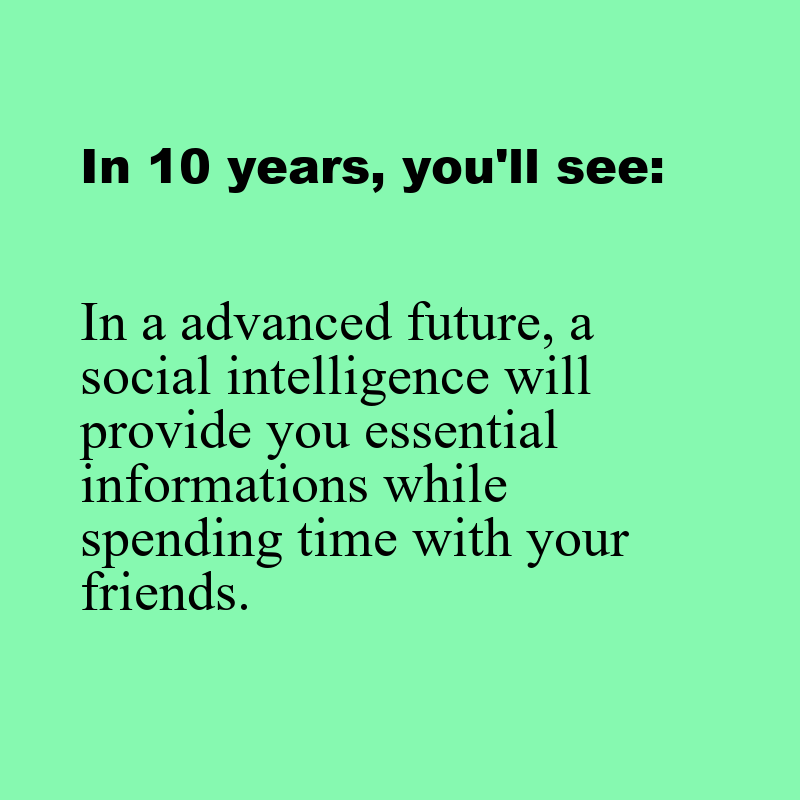 In 10 years, you'll see:
In a advanced future, a
social intelligence will
provide you essential
informations while
spending time with your
friends.